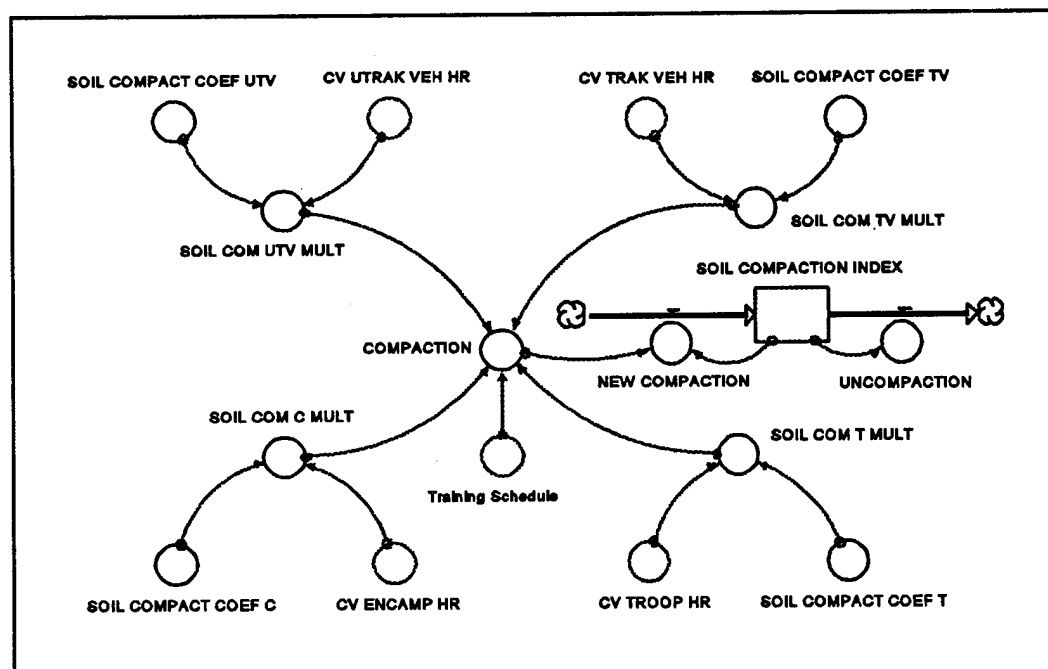 SOIL COMPACT COEF UTV
CV UTRAK VEH HR
CV TRAK VEH HR
SOIL COMPACT COEF TV
SOIL COM UTV MULT
SOIL COM TV MULT
SOIL COMPACTION INDEX
COMPACTION
NEW COMPACTION
UNCOMPACTION
SOIL COM C MULT
SOIL COM T MULT
Training Schedule
SOIL COMPACT COEF C
CV ENCAMP HR
CV TROOP HR
SOIL COMPACT COEF T